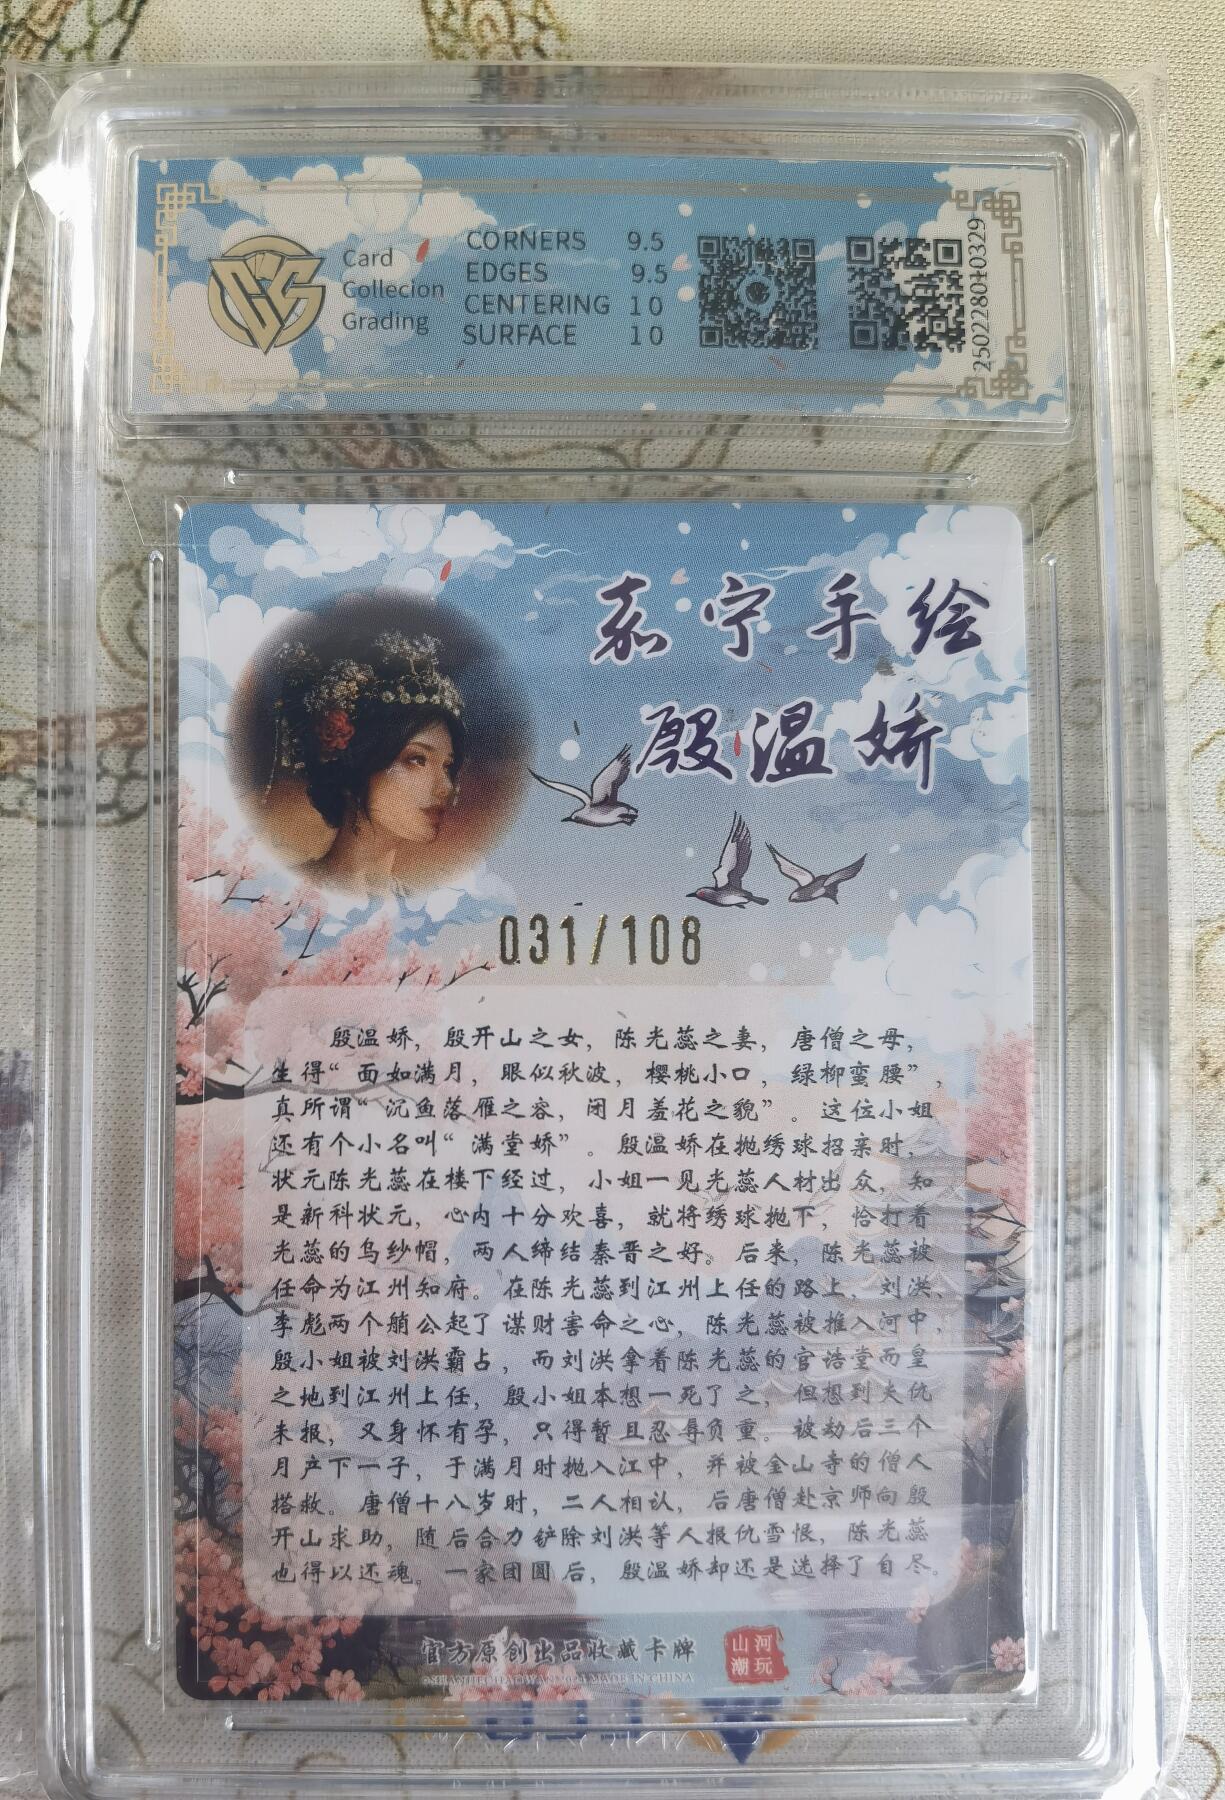 Card
Collecion
Grading
CORNERS 9.5
EDGES 9.5
CENTERING 10
SURFACE 10
250228010329
嘉宁手绘
殷温娇
031/108
殷温娇，殷开山之女，陈光蕊之妻，唐僧之母，
生得“面如满月，眼似秋波，樱桃小口，绿柳蛮腰”，
真所谓“沉鱼落雁之容，闭月羞花之貌”。这位小姐
还有个小名叫“满堂娇”。殷温娇在抛绣球招亲时，
状元陈光蕊在楼下经过，小姐一见光蕊人材出众，知
是新科状元，心内十分欢喜，就将绣球抛下，恰打着
光蕊的乌纱帽，两人缔结秦晋之好。后来，陈光蕊被
任命为江州知府。在陈光蕊到江州上任的路上，刘洪、
李彪两个艄公起了谋财害命之心，陈光蕊被推入河中，
殷小姐被刘洪霸占，而刘洪拿着陈光蕊的官诰堂而皇
之地到江州上任，殷小姐本想一死了之，但想到夫仇
未报，又身怀有孕，只得暂且忍辱负重。被劫后三个
月产下一子，于满月时抛入江中，并被金山寺的僧人
搭救。唐僧十八岁时，二人相认，后唐僧赴京师向殷
开山求助，随后合力铲除刘洪等人报仇雪恨，陈光蕊
也得以还魂。一家团圆后，殷温娇却还是选择了自尽。
官方原创出品收藏卡牌
山河
潮玩
MADE IN CHINA